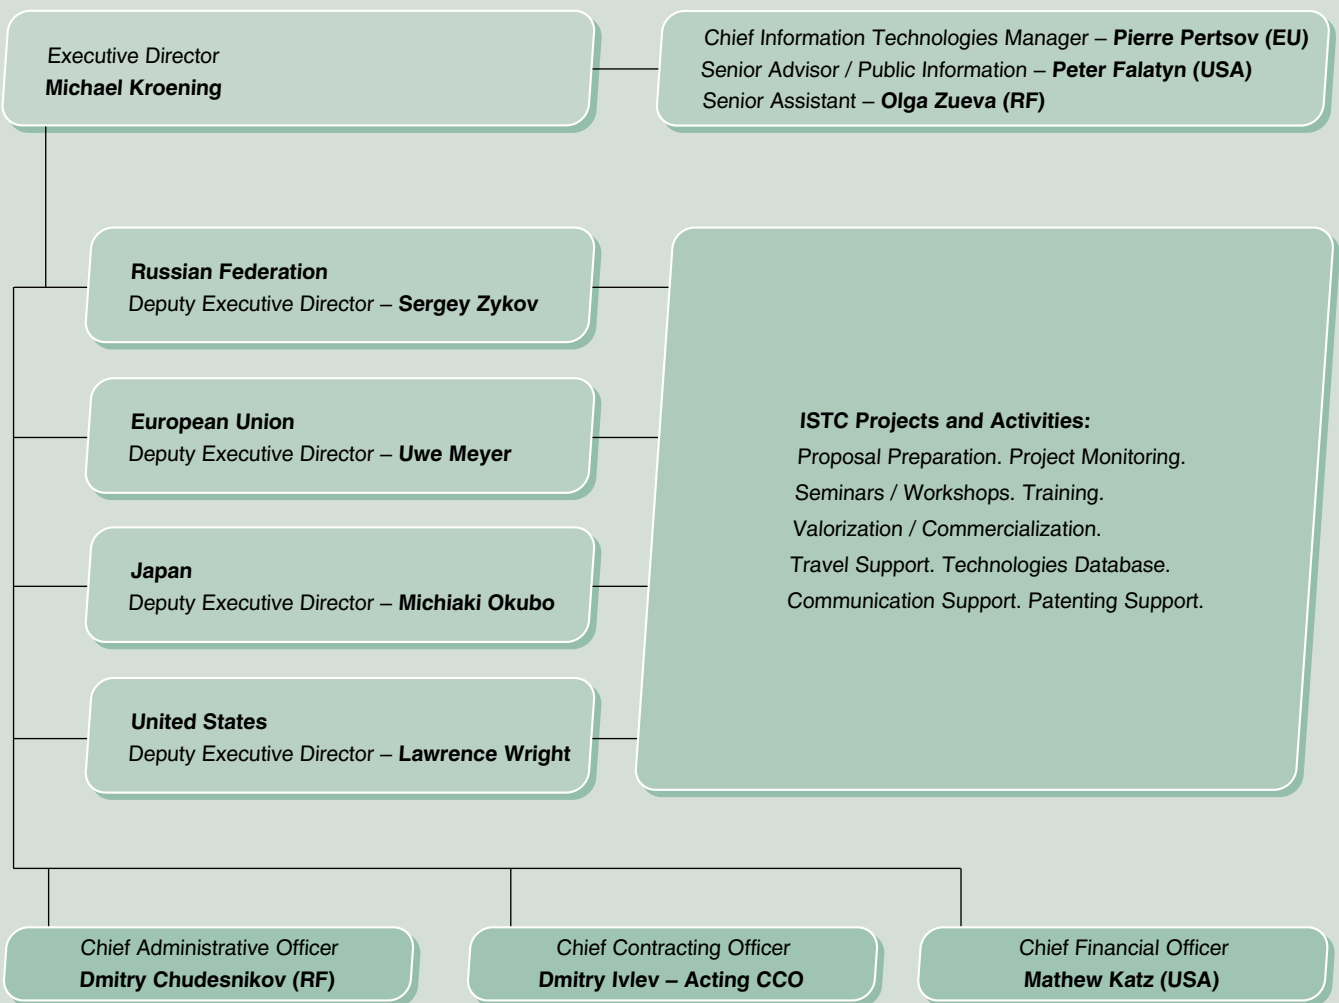 Executive Director
Michael Kroening
Chief Information Technologies Manager – Pierre Pertsov (EU)
Senior Advisor / Public Information – Peter Falatyn (USA)
Senior Assistant – Olga Zueva (RF)
Russian Federation
Deputy Executive Director – Sergey Zykov
European Union
Deputy Executive Director – Uwe Meyer
Japan
Deputy Executive Director – Michiaki Okubo
United States
Deputy Executive Director – Lawrence Wright
ISTC Projects and Activities:
Proposal Preparation. Project Monitoring.
Seminars / Workshops. Training.
Valorization / Commercialization.
Travel Support. Technologies Database.
Communication Support. Patenting Support.
Chief Administrative Officer
Dmitry Chudesnikov (RF)
Chief Contracting Officer
Dmitry Ivlev – Acting CCO
Chief Financial Officer
Mathew Katz (USA)